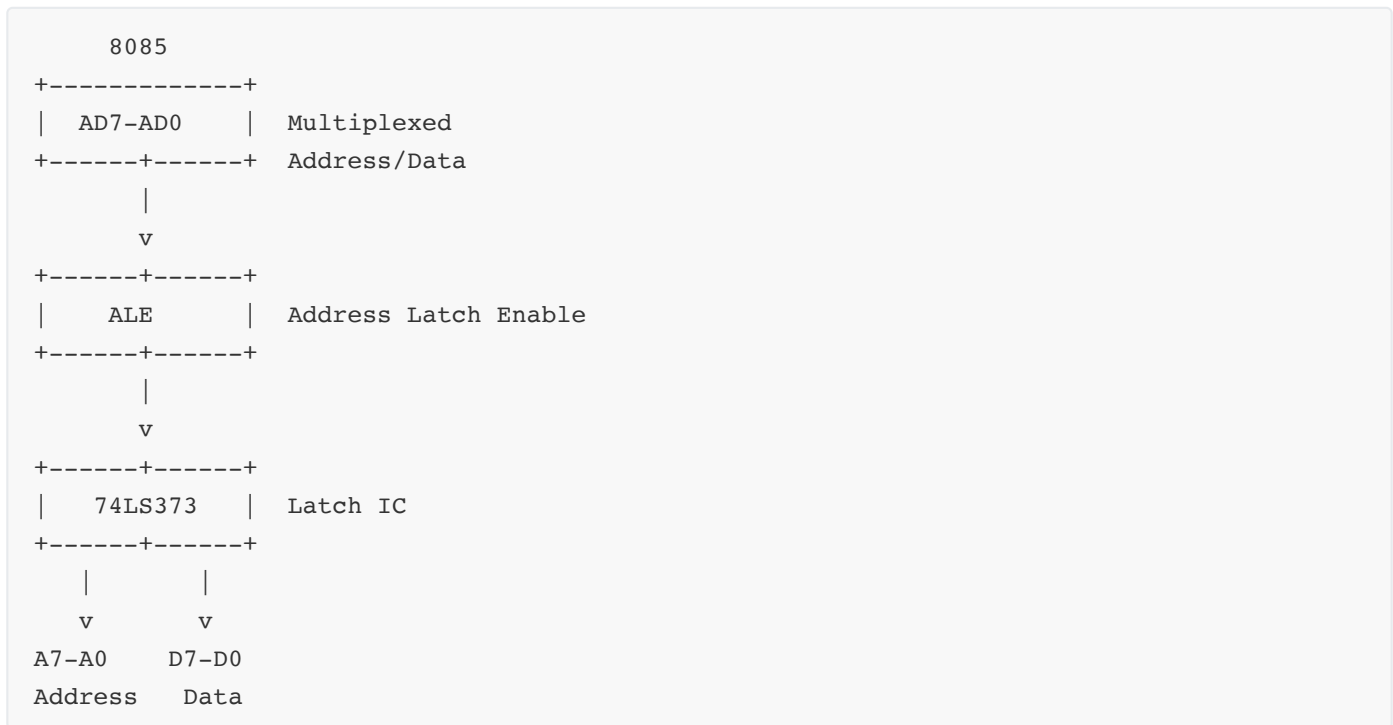 8085
+-------------+
|  AD7-AD0    |  Multiplexed
+------+------+  Address/Data
|
v
+------+------+
|    ALE      |  Address Latch Enable
+------+------+
|
v
+------+------+
|   74LS373   |  Latch IC
+------+------+
|       |
v       v
A7-A0    D7-D0
Address   Data